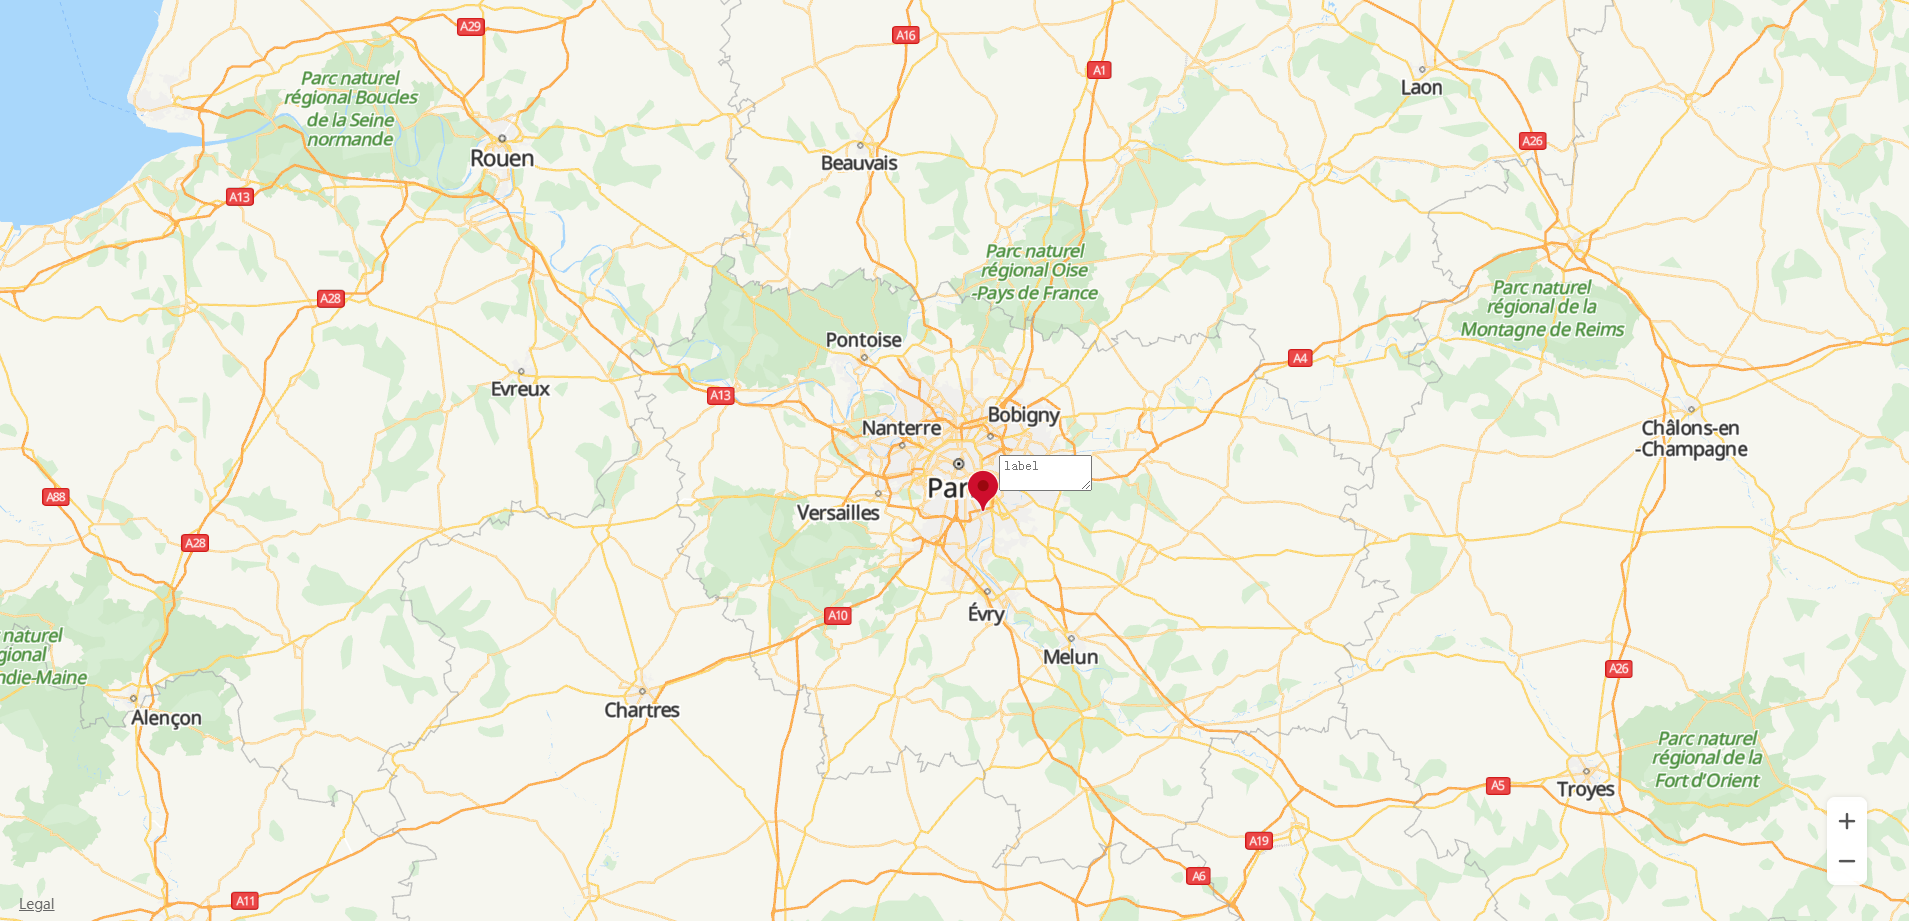 A29
A16
A1
Parc naturel
régional Boucles
de la Seine
normande
Laon
A26
Rouen
Beauvais
A13
Parc naturel
régional Oise
-Pays de France
A28
Parc naturel
régional de la
Montagne de Reims
Pontoise
A4
Evreux
A13
Bobigny
Nanterre
Châlons-en
-Champagne
label
Par
A88
Versailles
A28
Évry
A10
naturel
gional
ndie-Maine
Melun
A26
Chartres
Alençon
Parc naturel
régional de la
Fort d'Orient
A5
Troyes
A19
A6
A11
Legal